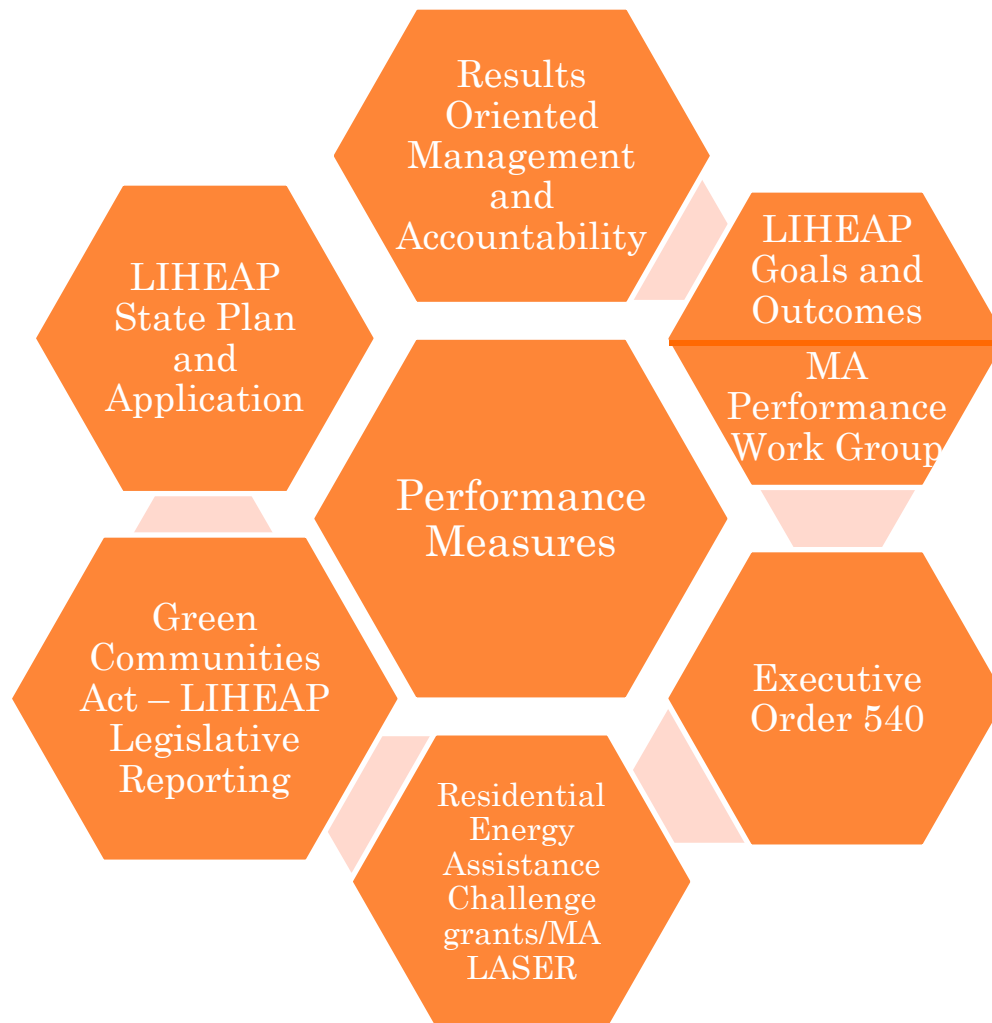 Results
Oriented
Management
and
Accountability
LIHEAP
Goals and
Outcomes
MA
Performance
Work Group
LIHEAP
State Plan
and
Application
Performance
Measures
Green
Communities
Act – LIHEAP
Legislative
Reporting
Executive
Order 540
Residential
Energy
Assistance
Challenge
grants/MA
LASER